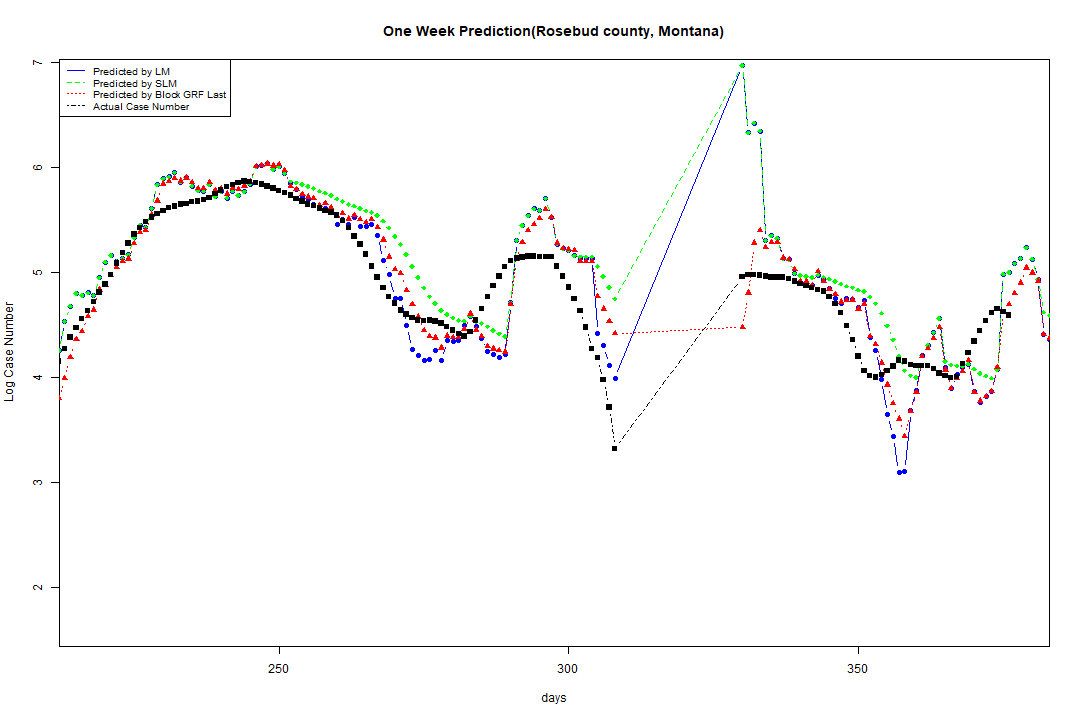 One Week Prediction(Rosebud county, Montana)
Predicted by LM
Predicted by SLM
Predicted by Block GRF Last
Actual Case Number
7
6
5
4
3
2
Log Case Number
250
300
350
days